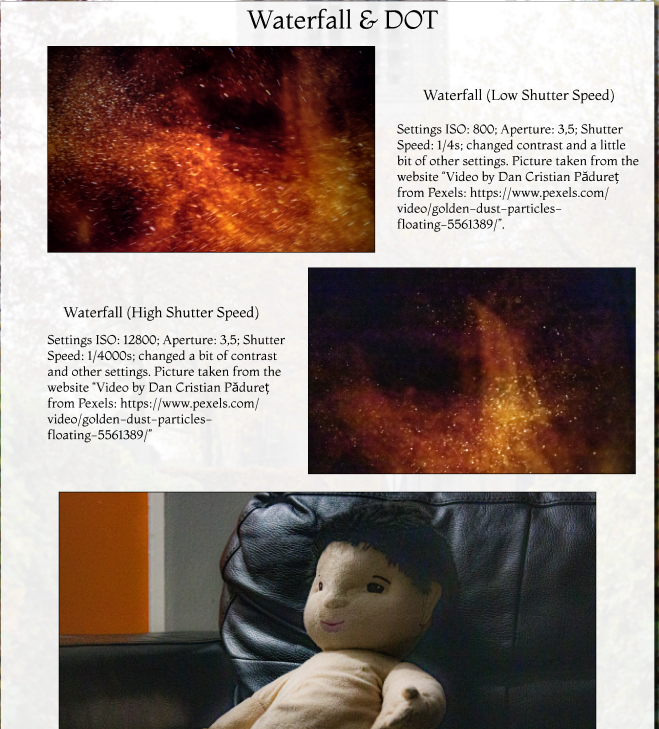 Waterfall & DOT
Waterfall (Low Shutter Speed)
Settings ISO: 800; Aperture: 3,5; Shutter
Speed: 1/4s; changed contrast and a little
bit of other settings. Picture taken from the
website “Video by Dan Cristian Pădureț
from Pexels: https://www.pexels.com/
video/golden-dust-particles-
floating-5561389/”.
Waterfall (High Shutter Speed)
Settings ISO: 12800; Aperture: 3,5; Shutter
Speed: 1/4000s; changed a bit of contrast
and other settings. Picture taken from the
website “Video by Dan Cristian Pădureț
from Pexels: https://www.pexels.com/
video/golden-dust-particles-
floating-5561389/”